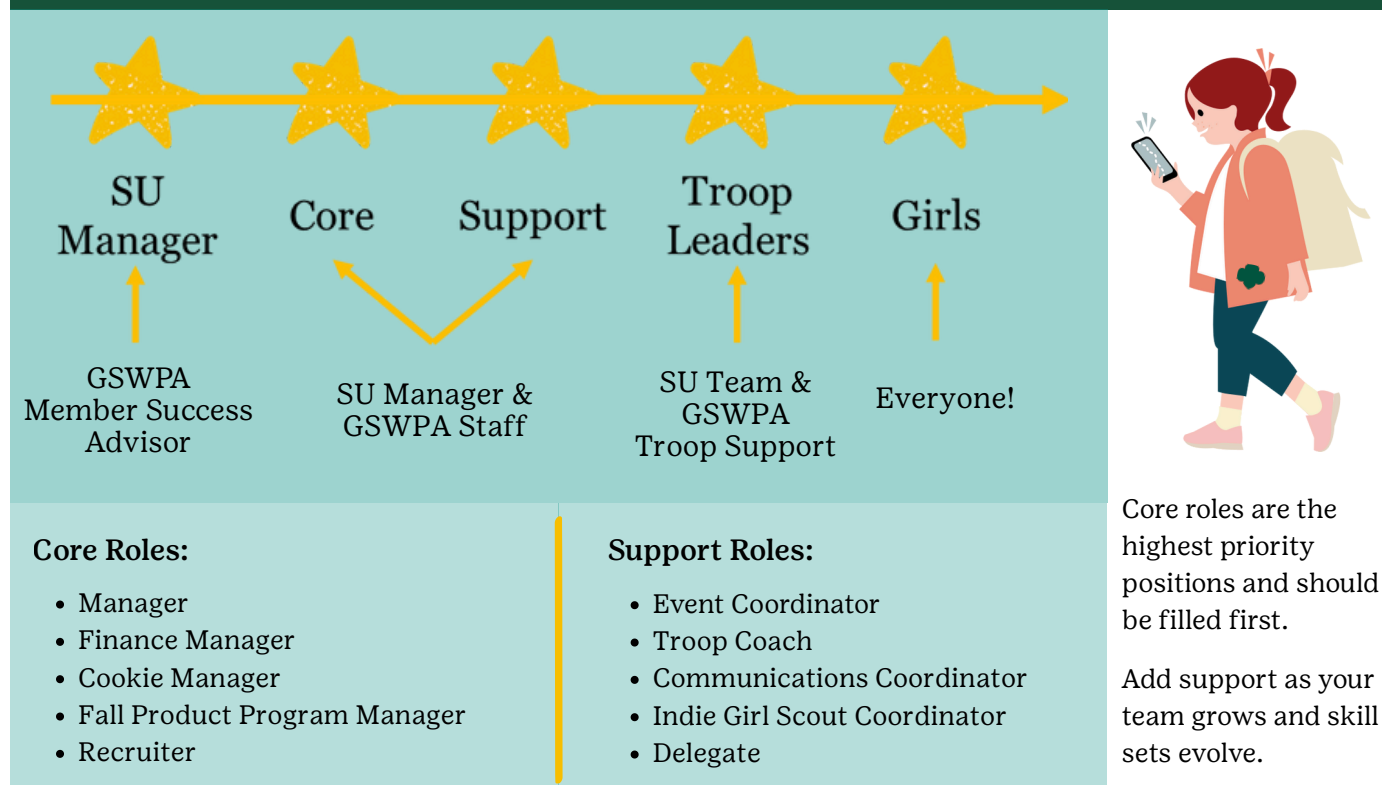 SU
Manager
Core
Support
Troop
Leaders
Girls
GSWPA
Member Success
Advisor
SU Manager &
GSWPA Staff
SU Team &
GSWPA
Troop Support
Everyone!
Core Roles:
• Manager
• Finance Manager
• Cookie Manager
• Fall Product Program Manager
• Recruiter
Support Roles:
• Event Coordinator
• Troop Coach
• Communications Coordinator
• Indie Girl Scout Coordinator
• Delegate
Core roles are the
highest priority
positions and should
be filled first.
Add support as your
team grows and skill
sets evolve.